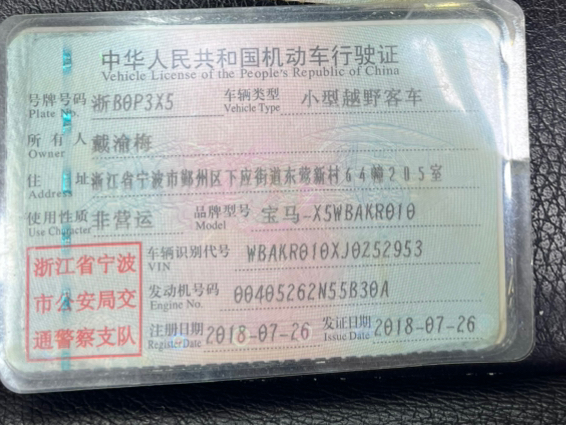 中华人民共和国机动车行驶证
Vehicle License of the People's Republic of China
号牌号码 浙B0P3X5 车辆类型 小型越野客车
Plate No. Vehicle Type
所有人 戴渝梅
Owner
住址 浙江省宁波市鄞州区下应街道东莺新村64幢205室
Address
使用性质 非营运 品牌型号 宝马-X5WBAKR010
Use Character Model
浙江省宁波
市公安局交
通警察支队
车辆识别代号 WBAKR010XJ0252953
VIN
发动机号码 00405262N55B30A
Engine No.
注册日期 2018-07-26 发证日期 2018-07-26
Register Date Issue Date